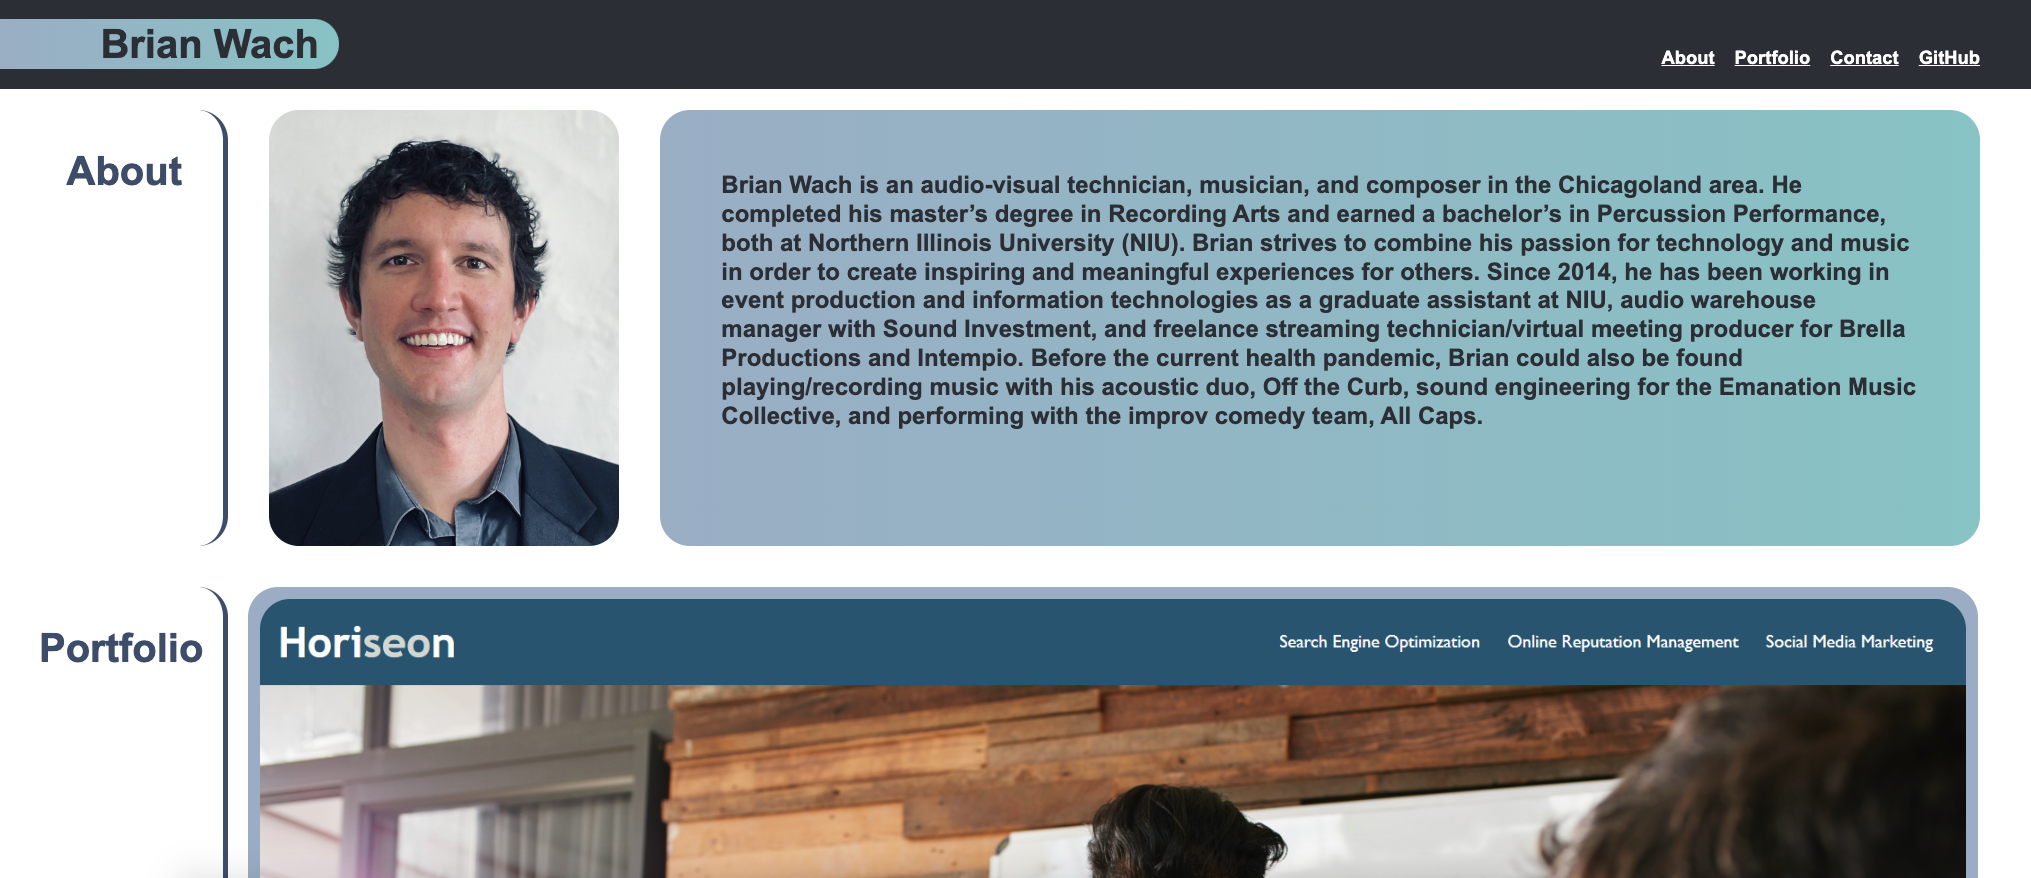 Brian Wach
About Portfolio Contact GitHub
About
Brian Wach is an audio-visual technician, musician, and composer in the Chicagoland area. He
completed his master’s degree in Recording Arts and earned a bachelor’s in Percussion Performance,
both at Northern Illinois University (NIU). Brian strives to combine his passion for technology and music
in order to create inspiring and meaningful experiences for others. Since 2014, he has been working in
event production and information technologies as a graduate assistant at NIU, audio warehouse
manager with Sound Investment, and freelance streaming technician/virtual meeting producer for Brella
Productions and Intempio. Before the current health pandemic, Brian could also be found
playing/recording music with his acoustic duo, Off the Curb, sound engineering for the Emanation Music
Collective, and performing with the improv comedy team, All Caps.
Portfolio
Horiseon
Search Engine Optimization Online Reputation Management Social Media Marketing